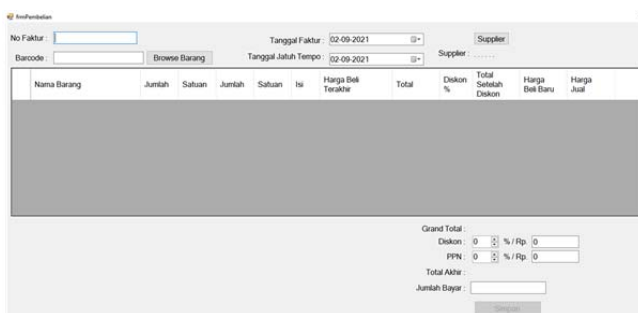 frmPembelian
No Faktur : Tanggal Faktur : 02-09-2021 Supplier
Barcode : Browse Barang Tanggal Jatuh Tempo : 02-09-2021 Supplier : ......
Nama Barang Jumlah Satuan Jumlah Satuan Isi Harga Beli Terakhir Total Diskon % Total Setelah Diskon Harga Beli Baru Harga Jual
Grand Total :
Diskon : 0 % / Rp. 0
PPN : 0 % / Rp. 0
Total Akhir :
Jumlah Bayar :
Simpan